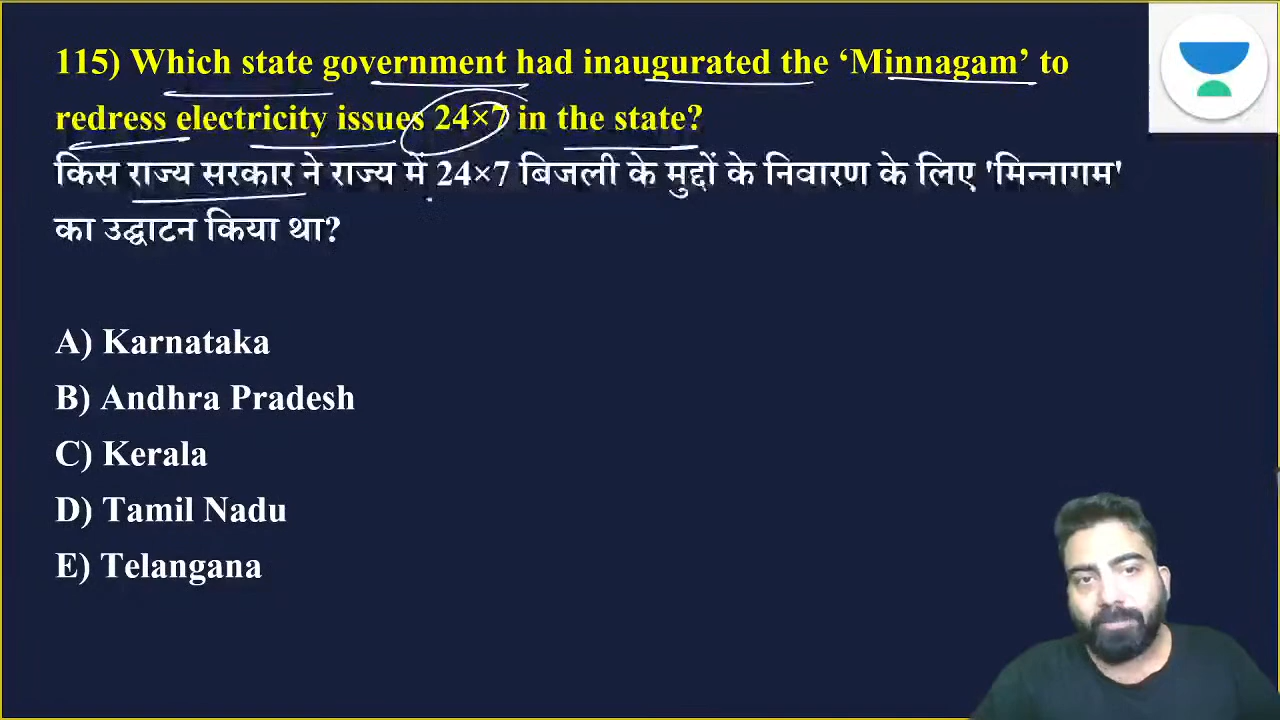 115) Which state government had inaugurated the ‘Minnagam’ to
redress electricity issues 24×7 in the state?
किस राज्य सरकार ने राज्य में 24×7 बिजली के मुद्दों के निवारण के लिए 'मिन्नागम'
का उद्घाटन किया था?
A) Karnataka
B) Andhra Pradesh
C) Kerala
D) Tamil Nadu
E) Telangana